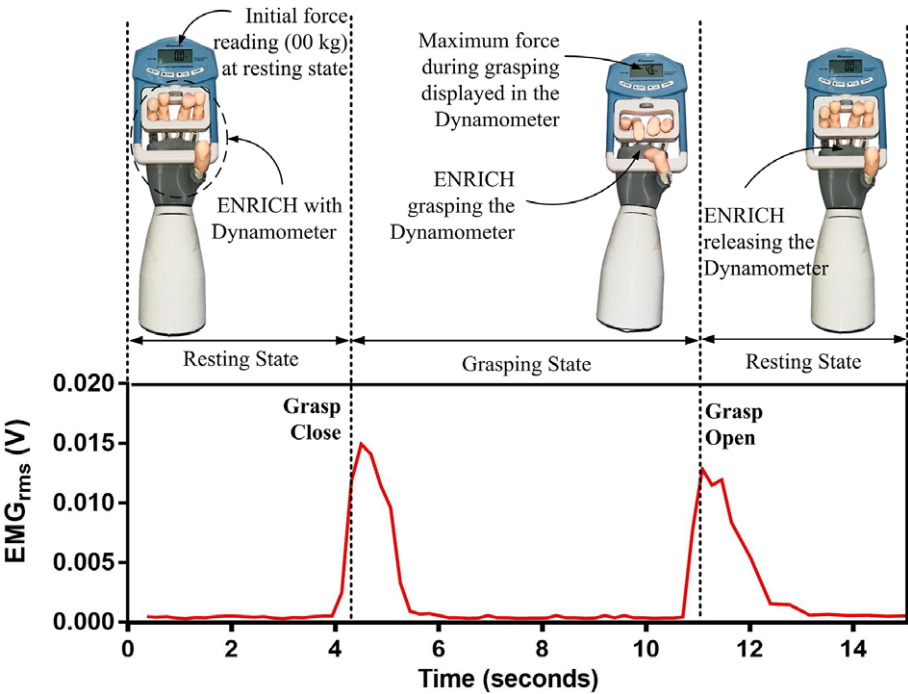 Initial force
reading (00 kg)
at resting state
ENRICH with
Dynamometer
Maximum force
during grasping
displayed in the
Dynamometer
ENRICH
grasping the
Dynamometer
ENRICH
releasing the
Dynamometer
Resting State
Grasping State
Resting State
Grasp
Close
Grasp
Open
EMGrms (V)
0.020
0.015
0.010
0.005
0.000
0 2 4 6 8 10 12 14
Time (seconds)